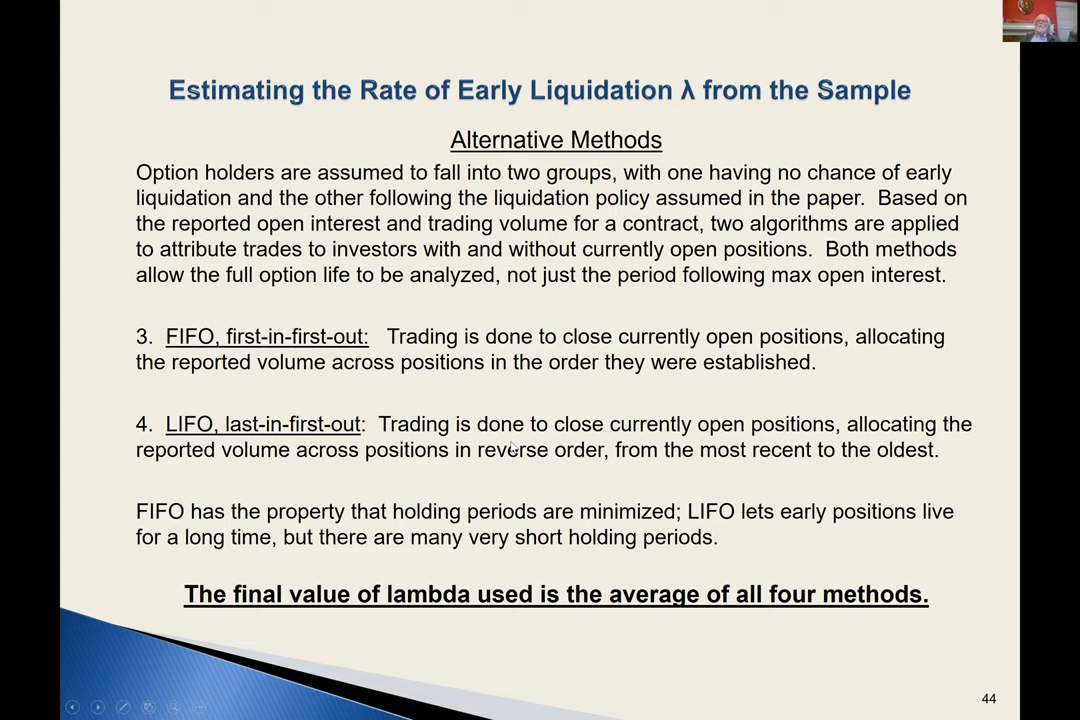 Estimating the Rate of Early Liquidation λ from the Sample
Alternative Methods
Option holders are assumed to fall into two groups, with one having no chance of early
liquidation and the other following the liquidation policy assumed in the paper.  Based on
the reported open interest and trading volume for a contract, two algorithms are applied
to attribute trades to investors with and without currently open positions.  Both methods
allow the full option life to be analyzed, not just the period following max open interest.
3.  FIFO, first-in-first-out:   Trading is done to close currently open positions, allocating
the reported volume across positions in the order they were established.
4.  LIFO, last-in-first-out:  Trading is done to close currently open positions, allocating the
reported volume across positions in reverse order, from the most recent to the oldest.
FIFO has the property that holding periods are minimized; LIFO lets early positions live
for a long time, but there are many very short holding periods.
The final value of lambda used is the average of all four methods.
44